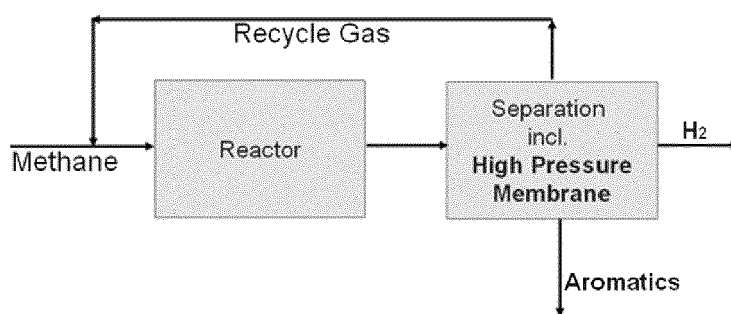 Recycle Gas
Methane
Reactor
Separation
incl.
High Pressure
Membrane
H₂
Aromatics